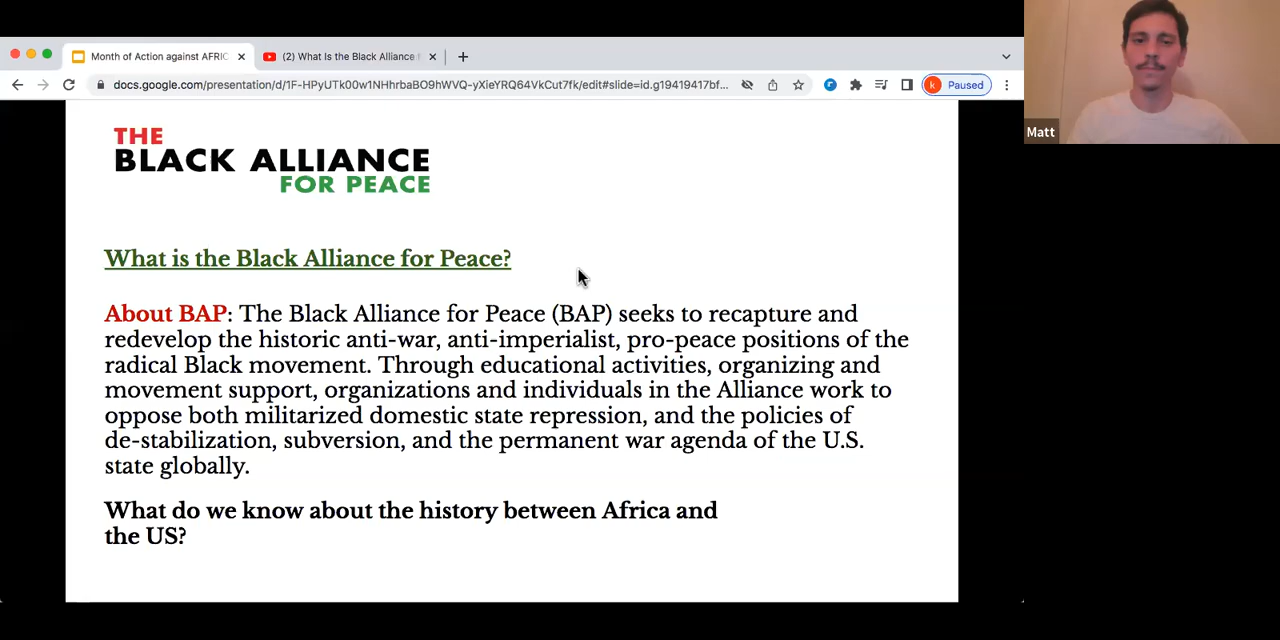 Month of Action against AFRIC
(2) What Is the Black Alliance f
docs.google.com/presentation/d/1F-HPyUTk00w1NHhrbaBO9hWVQ-yXieYRQ64VkCut7fk/edit#slide=id.g19419417bf...
k
Paused
Matt
THE
BLACK ALLIANCE
FOR PEACE
What is the Black Alliance for Peace?
About BAP: The Black Alliance for Peace (BAP) seeks to recapture and
redevelop the historic anti-war, anti-imperialist, pro-peace positions of the
radical Black movement. Through educational activities, organizing and
movement support, organizations and individuals in the Alliance work to
oppose both militarized domestic state repression, and the policies of
de-stabilization, subversion, and the permanent war agenda of the U.S.
state globally.
What do we know about the history between Africa and
the US?